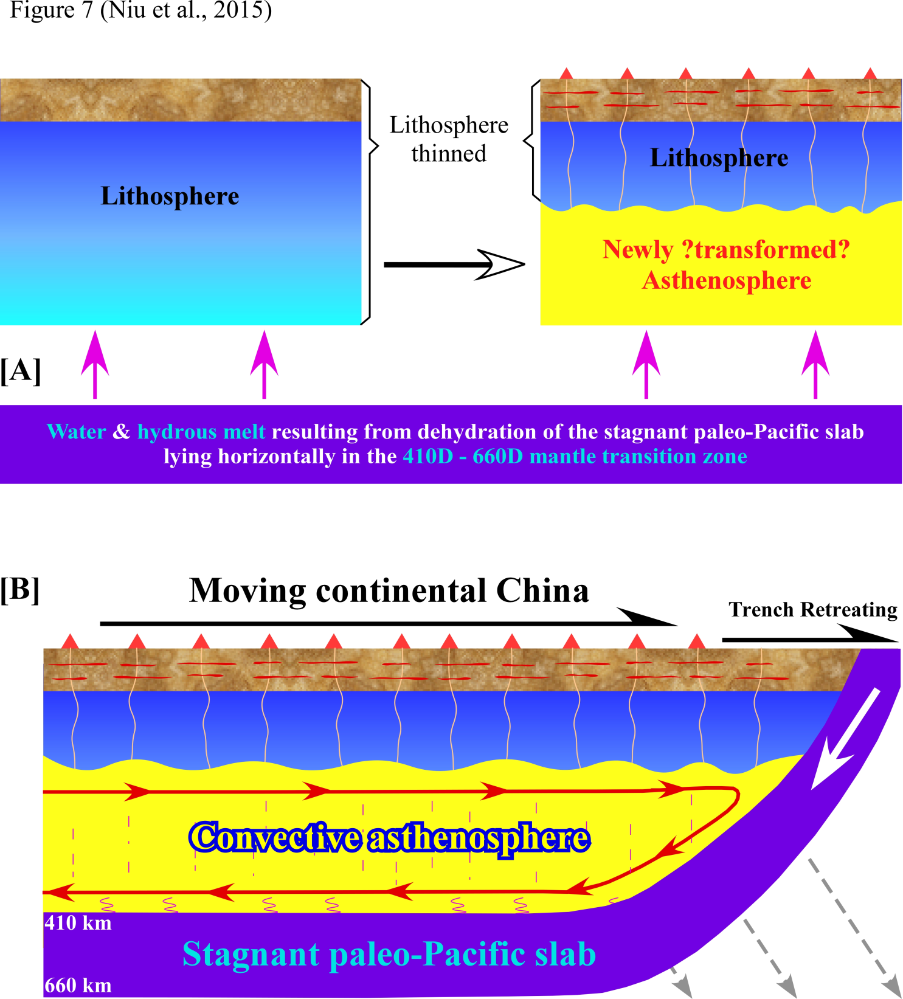 Figure 7 (Niu et al., 2015)
Lithosphere
thinned
Lithosphere
Lithosphere
Newly ?transformed?
Asthenosphere
[A]
Water & hydrous melt resulting from dehydration of the stagnant paleo-Pacific slab
lying horizontally in the 410D - 660D mantle transition zone
[B]
Moving continental China
Trench Retreating
Convective asthenosphere
410 km
Stagnant paleo-Pacific slab
660 km